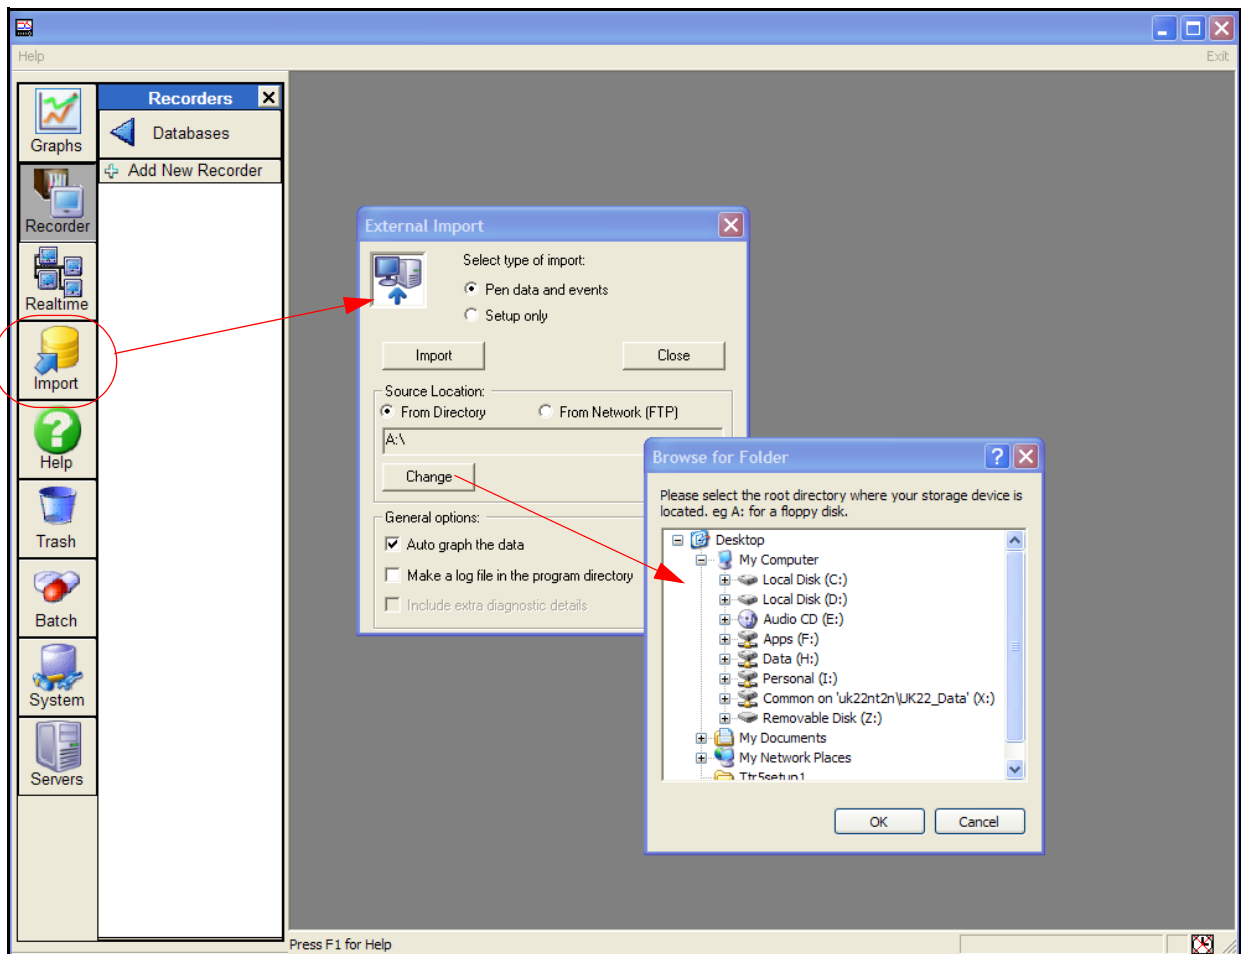 Help
Exit
Graphs
Recorder
Realtime
Import
Help
Trash
Batch
System
Servers
Recorders
Databases
Add New Recorder
External Import
Select type of import:
Pen data and events
Setup only
Import
Close
Source Location:
From Directory
From Network (FTP)
A:\
Change
General options:
Auto graph the data
Make a log file in the program directory
Include extra diagnostic details
Browse for Folder
Please select the root directory where your storage device is
located. eg A: for a floppy disk.
Desktop
My Computer
Local Disk (C:)
Local Disk (D:)
Audio CD (E:)
Apps (F:)
Data (H:)
Personal (I:)
Common on 'uk22nt2n\UK22_Data' (X:)
Removable Disk (Z:)
My Documents
My Network Places
Ttr5setup1
OK
Cancel
Press F1 for Help